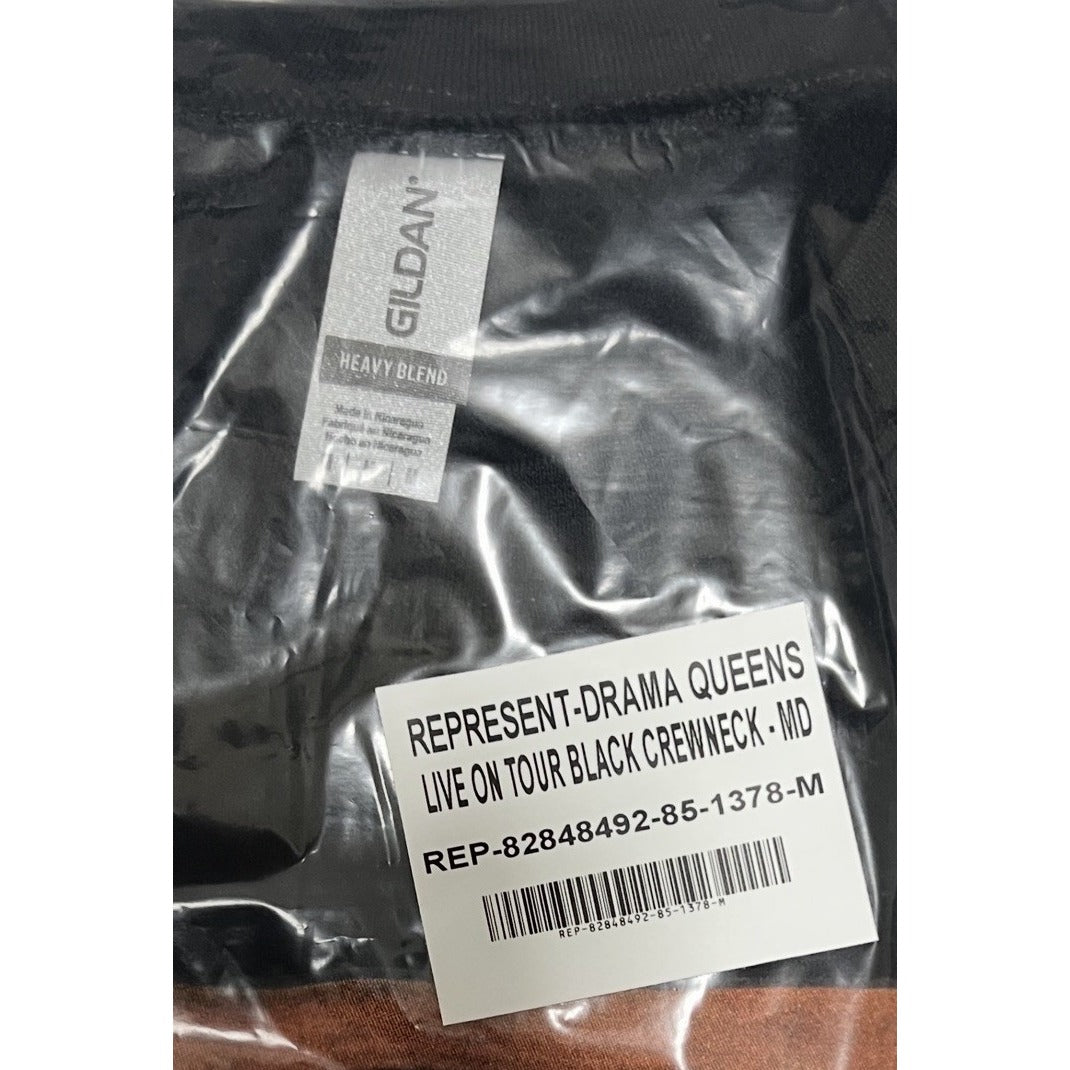 GILDAN®
HEAVY BLEND
Made in Nicaragua
Fabriqué au Nicaragua
Hecho en Nicaragua
REPRESENT-DRAMA QUEENS
LIVE ON TOUR BLACK CREWNECK - MD
REP-82848492-85-1378-M
REP-82848492-85-1378-M